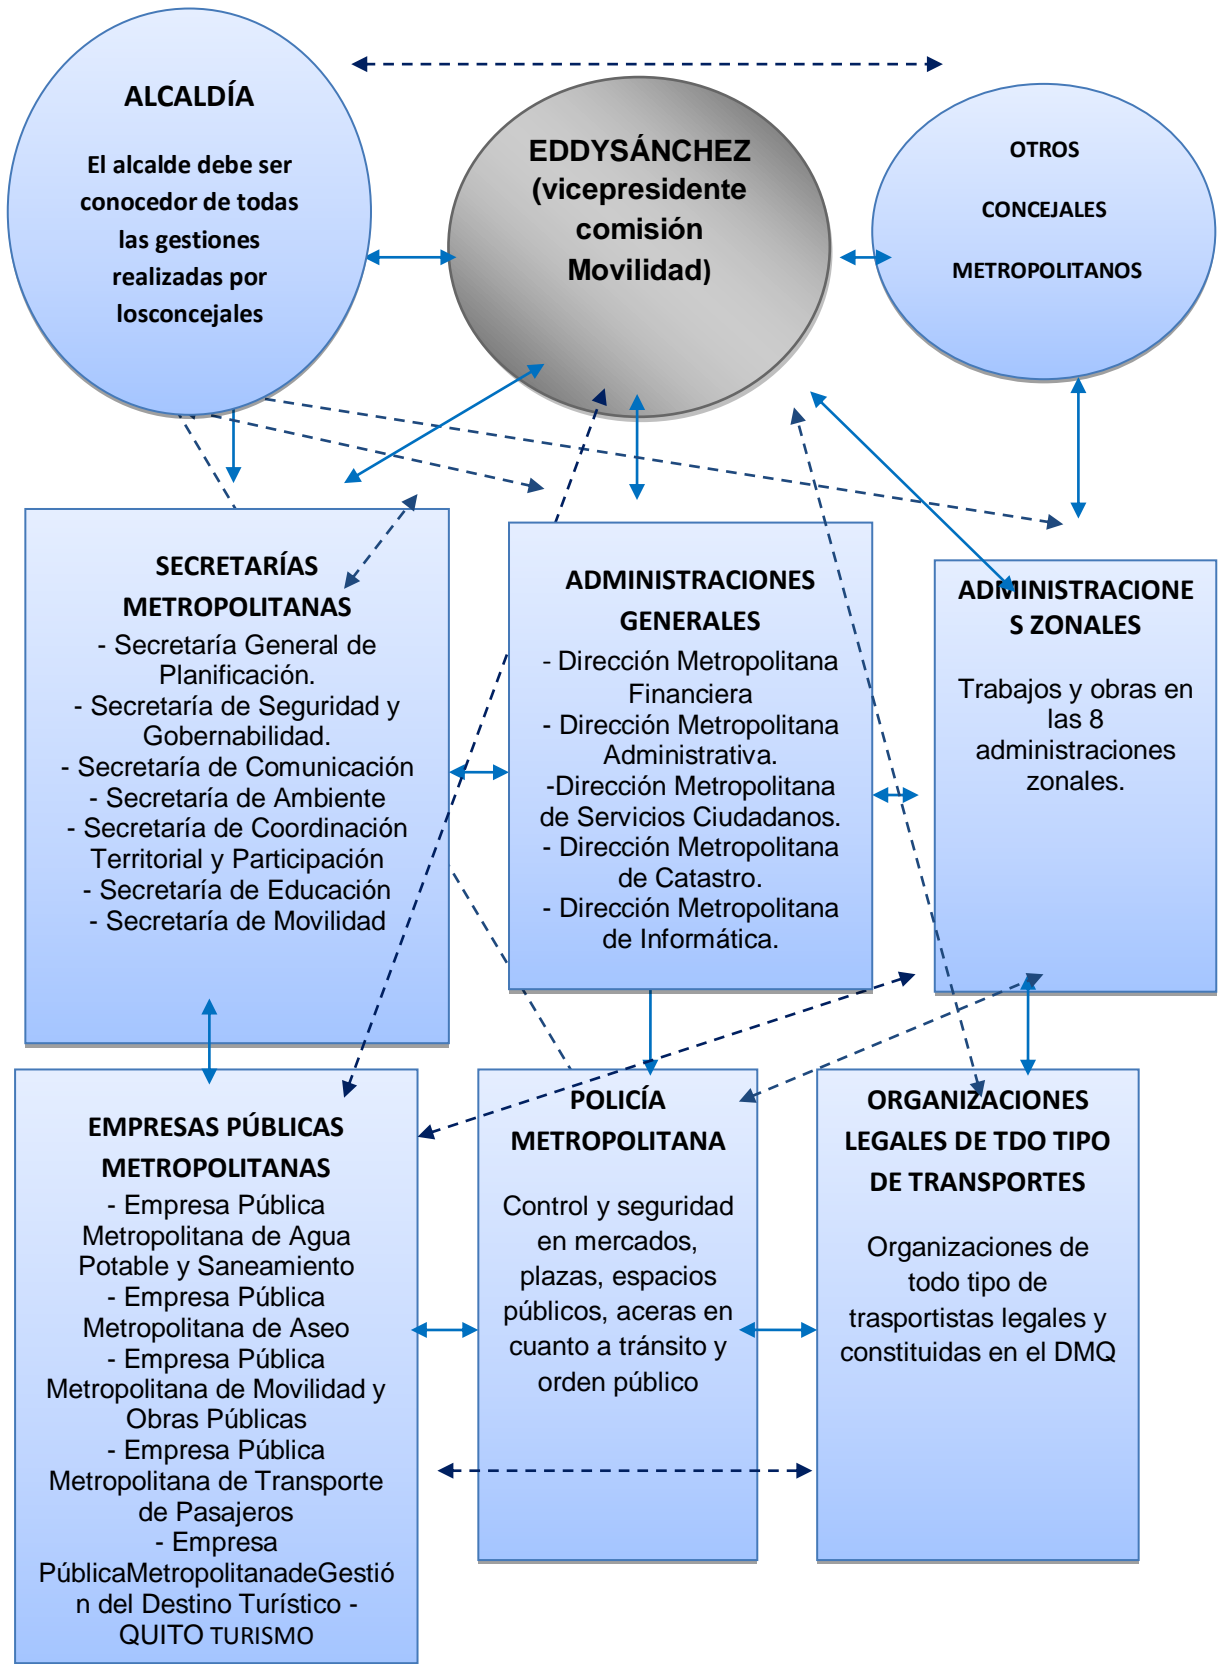 ALCALDÍA
El alcalde debe ser
conocedor de todas
las gestiones
realizadas por
losconcejales
EDDYSÁNCHEZ
(vicepresidente
comisión
Movilidad)
OTROS
CONCEJALES
METROPOLITANOS
SECRETARÍAS
METROPOLITANAS
- Secretaría General de
Planificación.
- Secretaría de Seguridad y
Gobernabilidad.
- Secretaría de Comunicación
- Secretaría de Ambiente
- Secretaría de Coordinación
Territorial y Participación
- Secretaría de Educación
- Secretaría de Movilidad
ADMINISTRACIONES
GENERALES
- Dirección Metropolitana
Financiera
- Dirección Metropolitana
Administrativa.
-Dirección Metropolitana
de Servicios Ciudadanos.
- Dirección Metropolitana
de Catastro.
- Dirección Metropolitana
de Informática.
ADMINISTRACIONE
S ZONALES
Trabajos y obras en
las 8
administraciones
zonales.
EMPRESAS PÚBLICAS
METROPOLITANAS
- Empresa Pública
Metropolitana de Agua
Potable y Saneamiento
- Empresa Pública
Metropolitana de Aseo
- Empresa Pública
Metropolitana de Movilidad y
Obras Públicas
- Empresa Pública
Metropolitana de Transporte
de Pasajeros
- Empresa
PúblicaMetropolitanadeGestió
n del Destino Turístico -
QUITO TURISMO
POLICÍA
METROPOLITANA
Control y seguridad
en mercados,
plazas, espacios
públicos, aceras en
cuanto a tránsito y
orden público
ORGANIZACIONES
LEGALES DE TDO TIPO
DE TRANSPORTES
Organizaciones de
todo tipo de
trasportistas legales y
constituidas en el DMQ